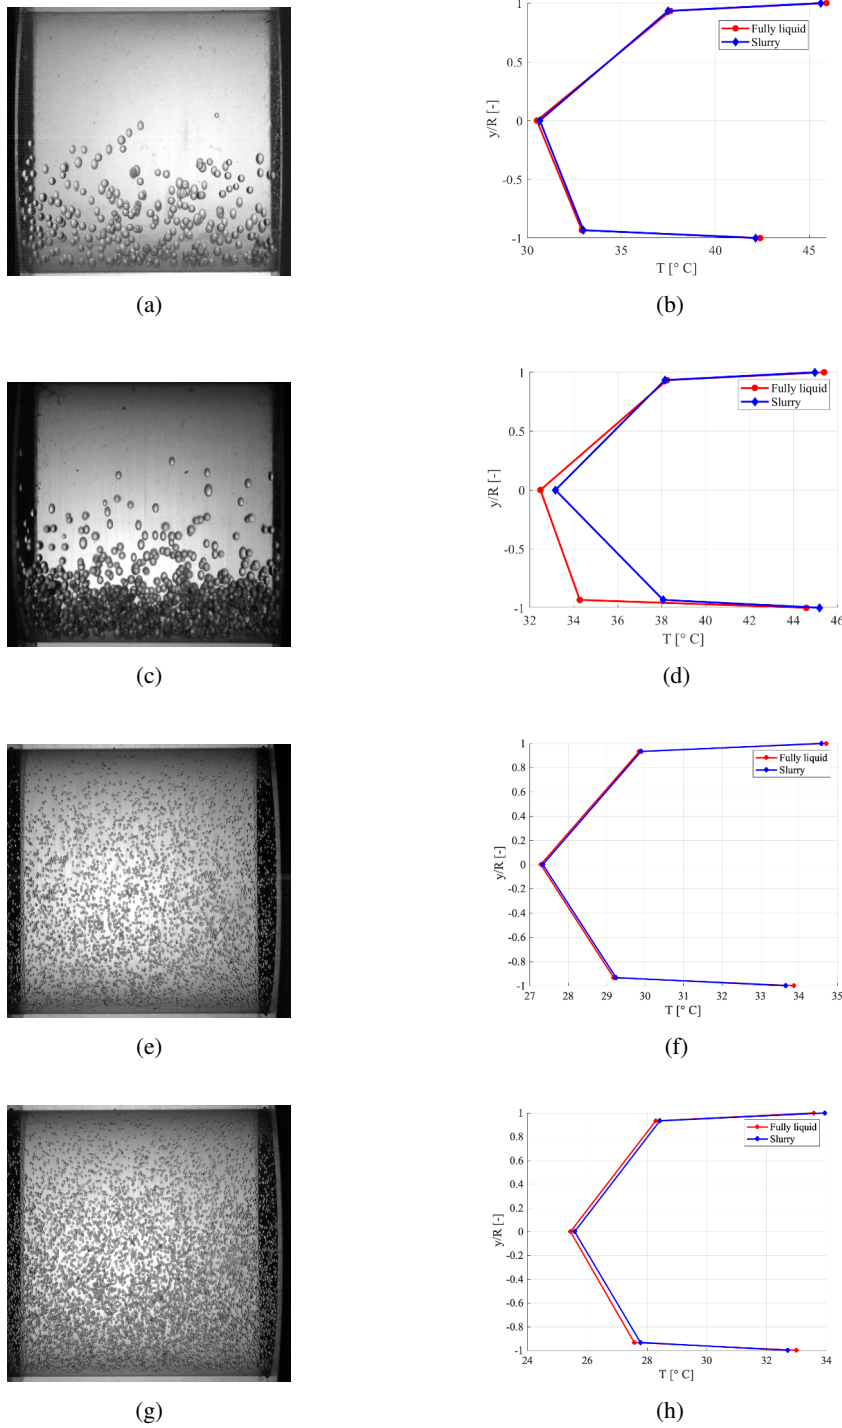 1
0.5
0
-0.5
-1
y/R [-]
Fully liquid
Slurry
30 35 40 45
T [° C]
(a)
(b)
1
0.5
0
-0.5
-1
y/R [-]
Fully liquid
Slurry
32 34 36 38 40 42 44 46
T [° C]
(c)
(d)
1
0.8
0.6
0.4
0.2
0
-0.2
-0.4
-0.6
-0.8
-1
y/R [-]
Fully liquid
Slurry
27 28 29 30 31 32 33 34 35
T [° C]
(e)
(f)
1
0.8
0.6
0.4
0.2
0
-0.2
-0.4
-0.6
-0.8
-1
y/R [-]
Fully liquid
Slurry
24 26 28 30 32 34
T [° C]
(g)
(h)